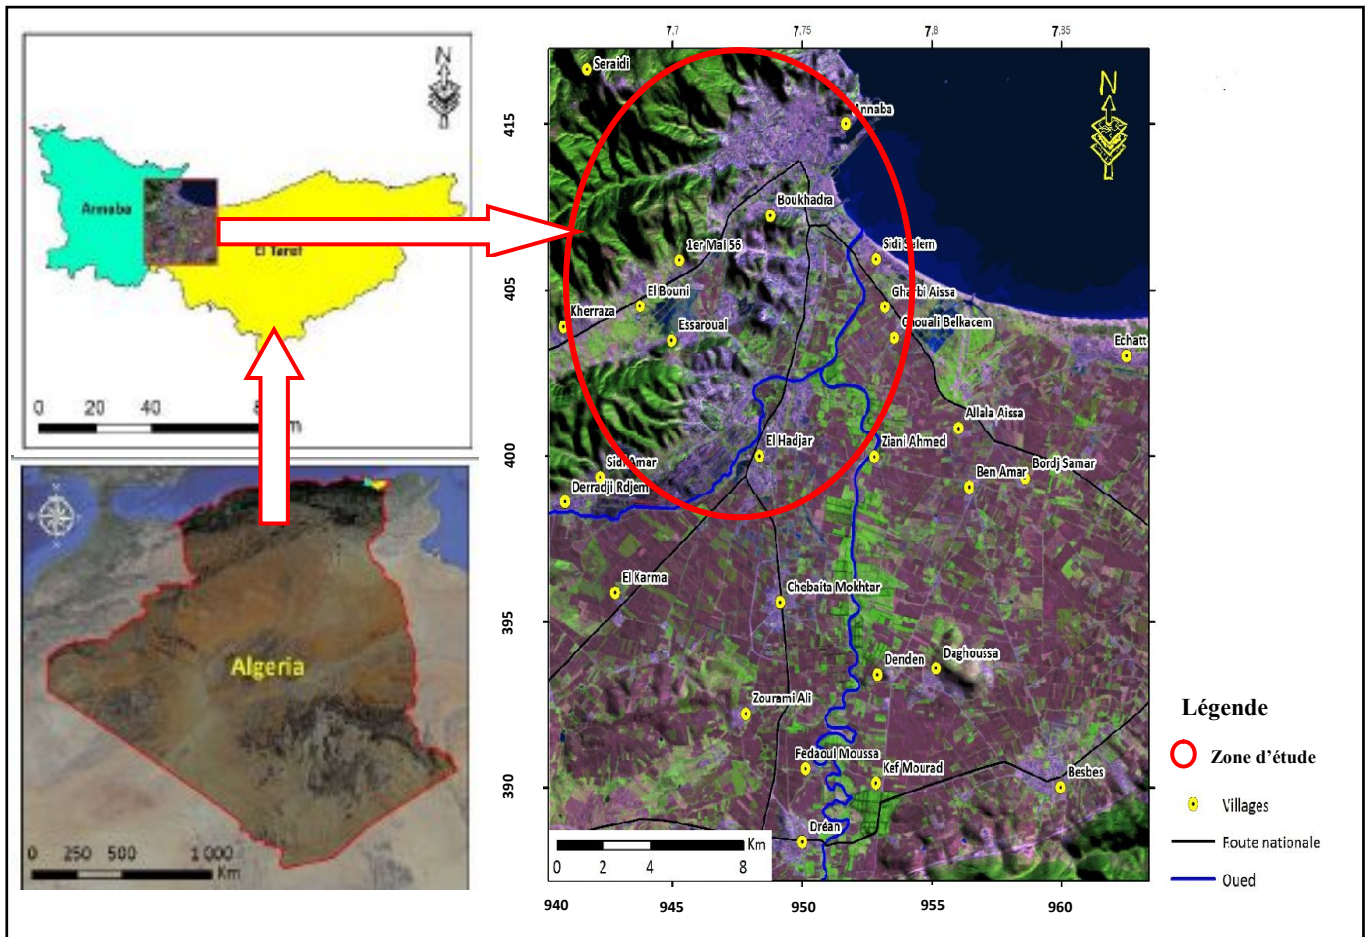 N
Annaba
El Taref
0 20 40
Algeria
0 250 500 1 000
Km
7,7 7,75 7,8 7,85
415
405
400
395
390
940 945 950 955 960
N
Seraidi
Annaba
Boukhadra
1er Mai 56
Sidi Salem
El Bouni
Gharbi Aissa
Kherraza
Essaroual
Ghouali Belkacem
Echatt
Allala Aissa
El Hadjar
Ziani Ahmed
Sidi Amar
Ben Amar
Bordj Samar
Derradji Rdjem
El Karma
Chebaita Mokhtar
Denden
Daghoussa
Zourami Ali
Fedaoul Moussa
Kef Mourad
Besbes
Dréan
Km
0 2 4 8
Légende
Zone d’étude
Villages
Route nationale
Oued